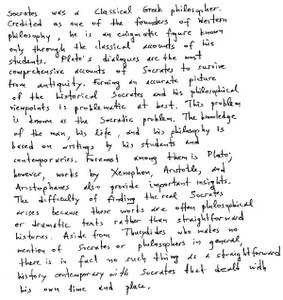 Socrates was a Classical Greek philosopher.
Credited as one of the founders of Western
philosophy, he is an enigmatic figure known
only through the classical accounts of his
students. Plato's dialogues are the most
comprehensive accounts of Socrates to survive
from antiquity. Forming an accurate picture
of the historical Socrates and his philosophical
viewpoints is problematic at best. This problem
is known as the Socratic problem. The knowledge
of the man, his life, and his philosophy is
based on writings by his students and
contemporaries. Foremost among them is Plato;
however, works by Xenophon, Aristotle, and
Aristophanes also provide important insights.
The difficulty of finding the real Socrates
arises because these works are often philosophical
or dramatic texts rather than straightforward
histories. Aside from Thucydides who makes no
mention of Socrates or philosophers in general,
there is in fact no such thing as a straightforward
history contemporary with Socrates that dealt with
his own time and place.